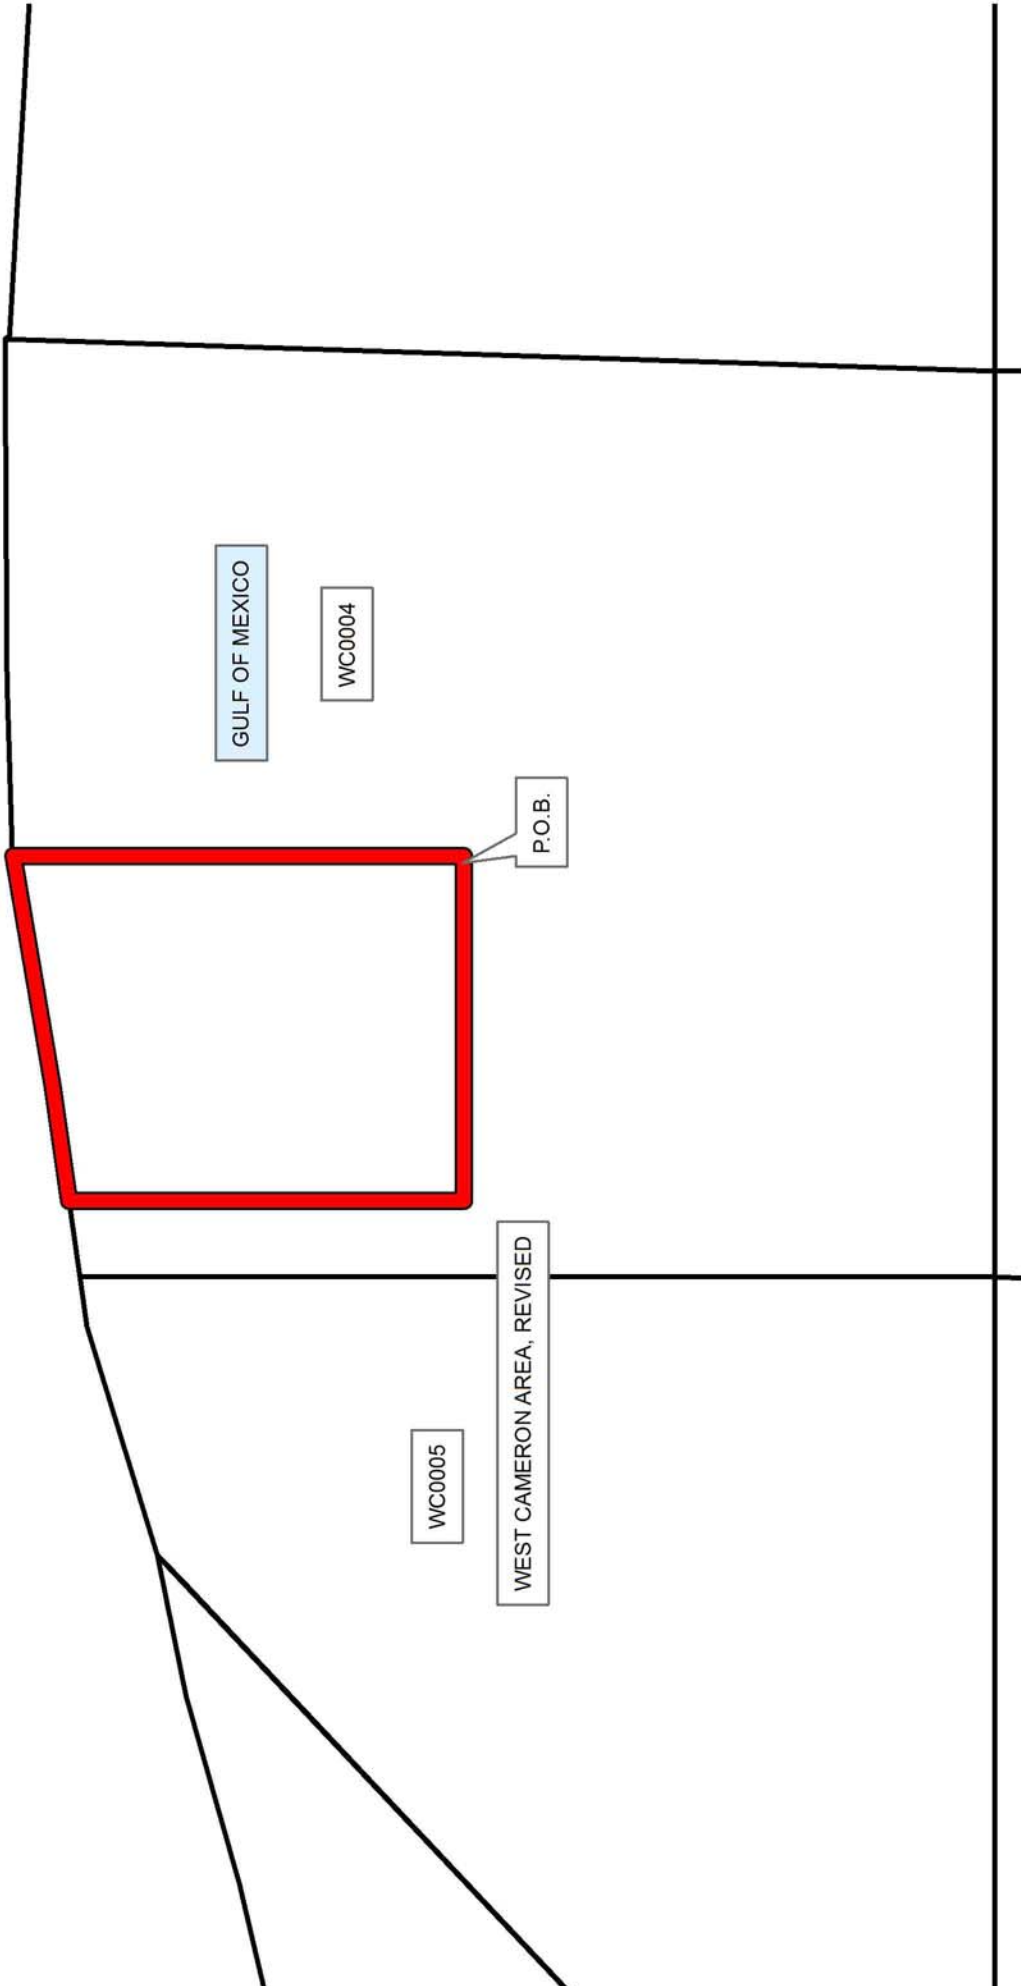 GULF OF MEXICO
WC0004
P.O.B.
WC0005
WEST CAMERON AREA, REVISED